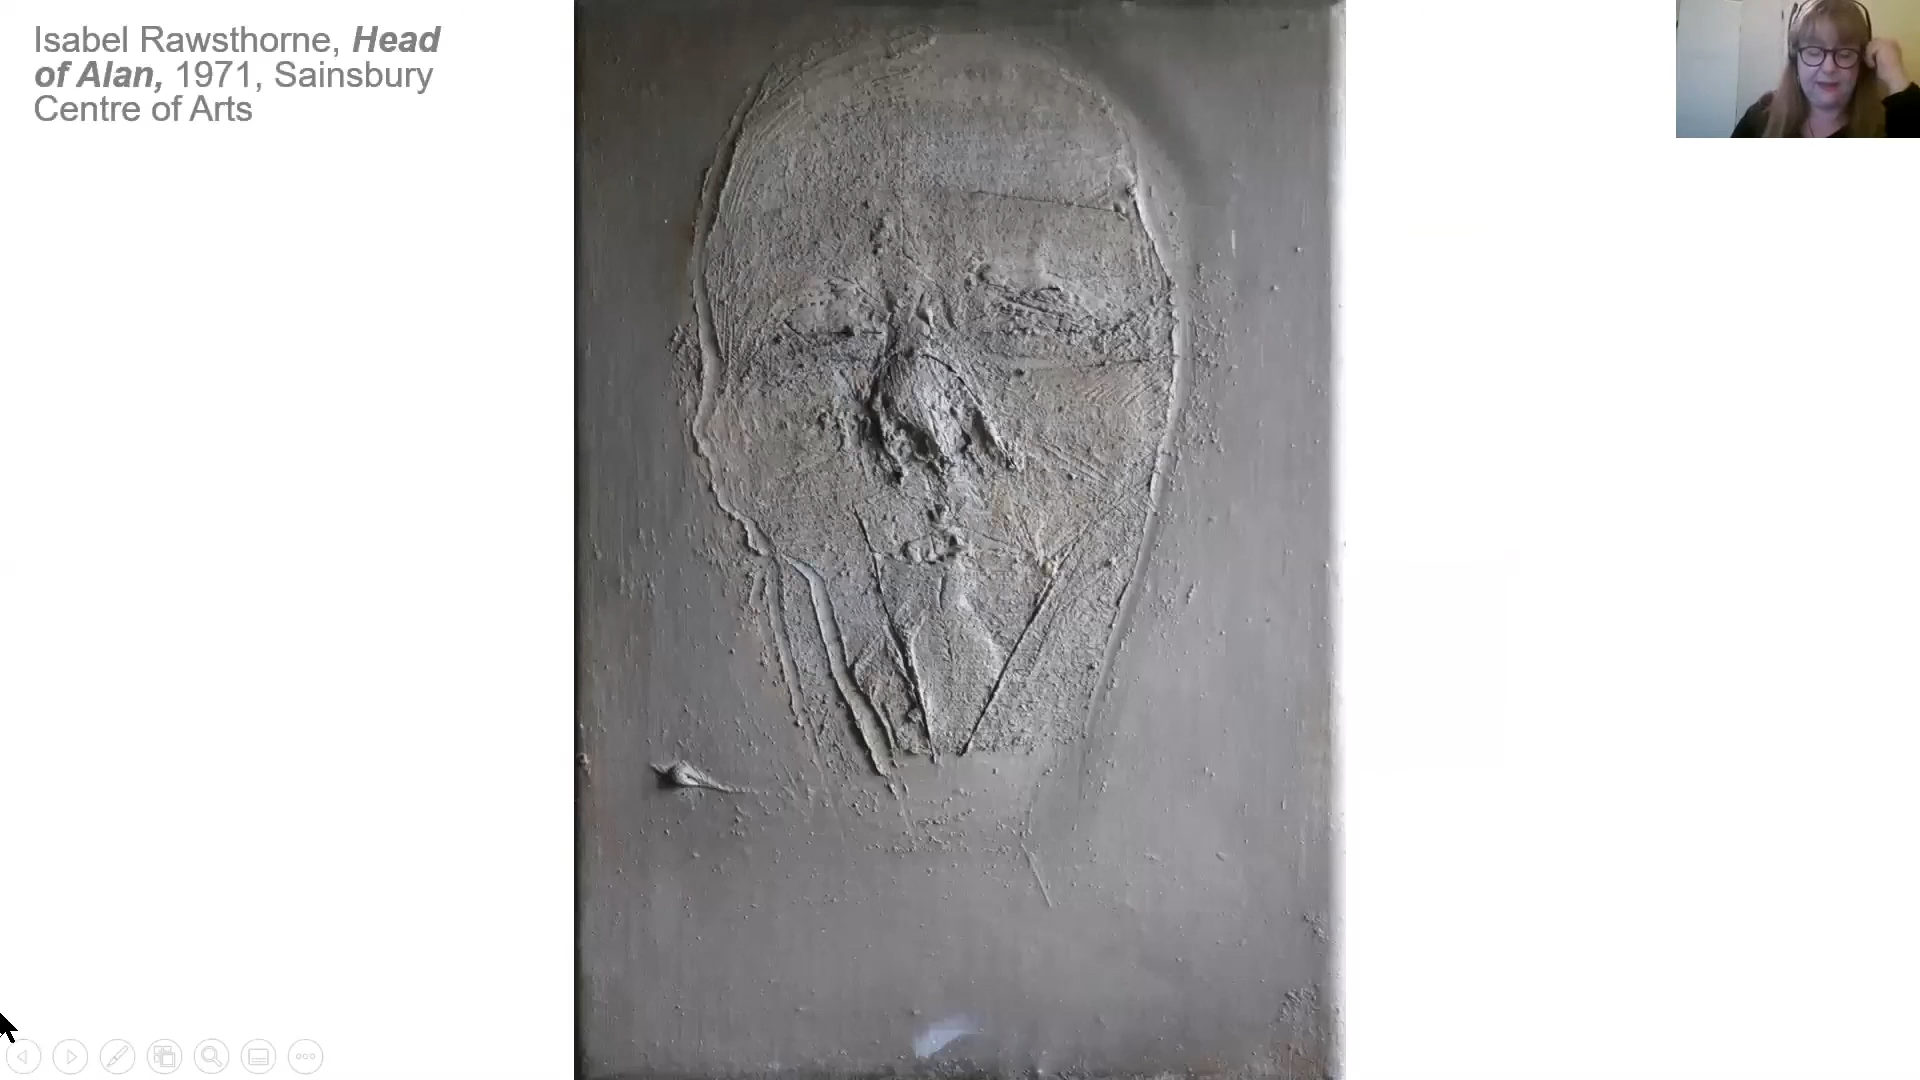 Isabel Rawsthorne, Head
of Alan, 1971, Sainsbury
Centre of Arts